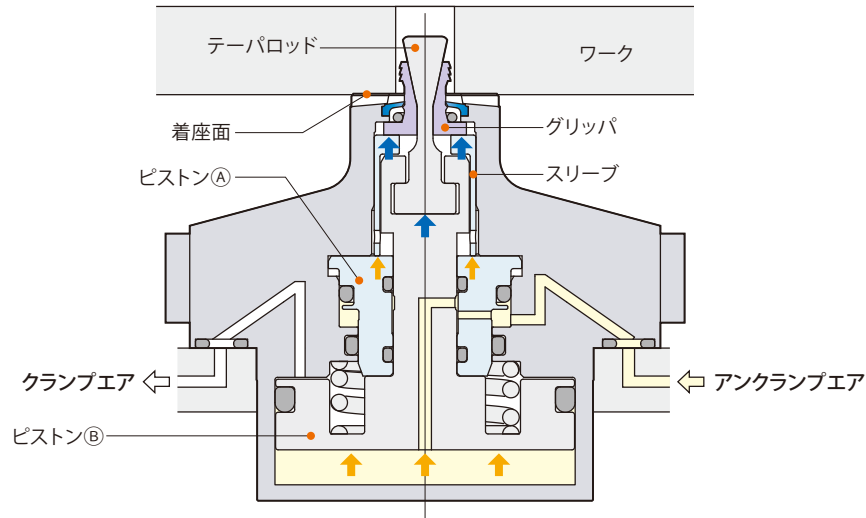 テーパロッド
ワーク
着座面
グリッパ
スリーブ
ピストンⒶ
クランプエア
アンクランプエア
ピストンⒷ